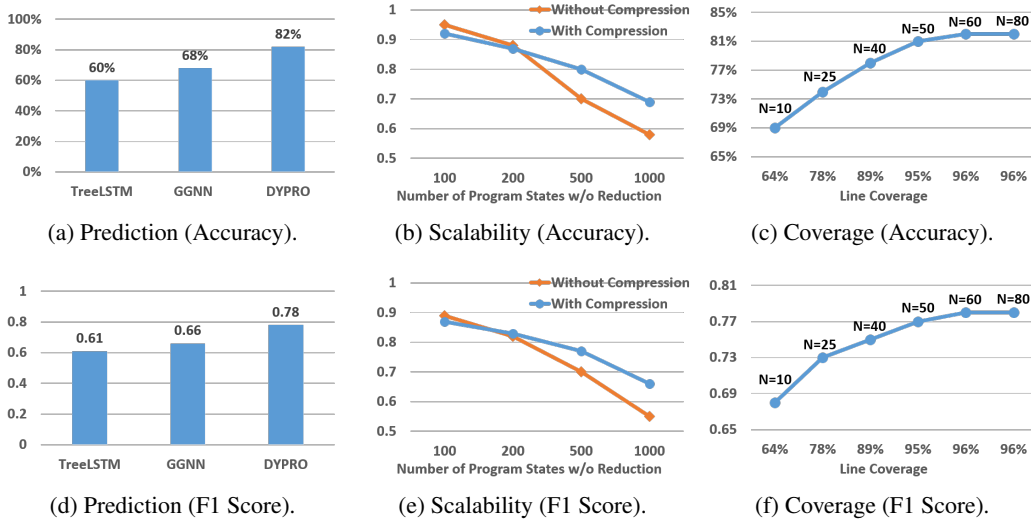 100%
80%
60%
40%
20%
0%
60%
68%
82%
TreeLSTM GGNN DYPRO
(a) Prediction (Accuracy).
1
0.9
0.8
0.7
0.6
0.5
Without Compression
With Compression
100 200 500 1000
Number of Program States w/o Reduction
(b) Scalability (Accuracy).
85%
81%
77%
73%
69%
65%
N=10
N=25
N=40
N=50
N=60
N=80
64% 78% 89% 95% 96% 96%
Line Coverage
(c) Coverage (Accuracy).
1
0.8
0.6
0.4
0.2
0
0.61
0.66
0.78
TreeLSTM GGNN DYPRO
(d) Prediction (F1 Score).
1
0.9
0.8
0.7
0.6
0.5
Without Compression
With Compression
100 200 500 1000
Number of Program States w/o Reduction
(e) Scalability (F1 Score).
0.81
0.77
0.73
0.69
0.65
N=10
N=25
N=40
N=50
N=60
N=80
64% 78% 89% 95% 96% 96%
Line Coverage
(f) Coverage (F1 Score).